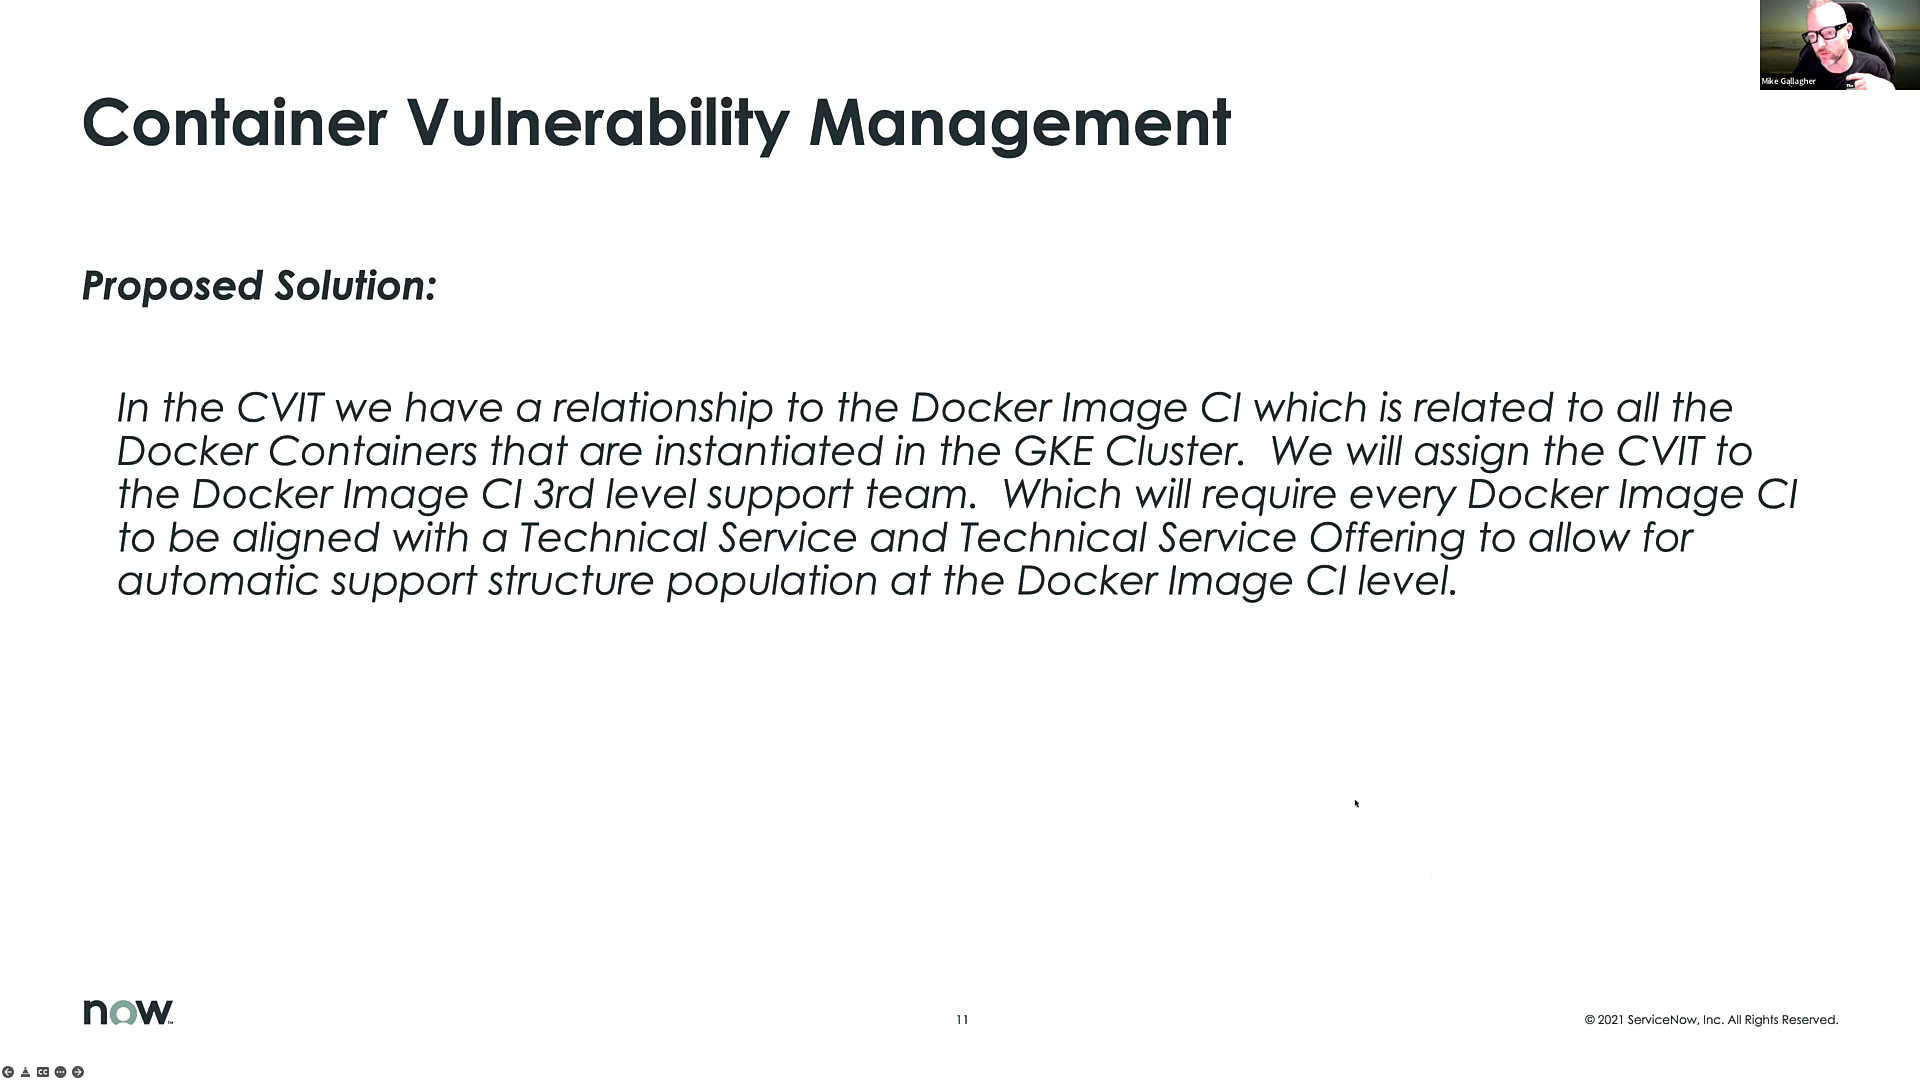 Mike Gallagher
Container Vulnerability Management
Proposed Solution:
In the CVIT we have a relationship to the Docker Image CI which is related to all the
Docker Containers that are instantiated in the GKE Cluster.  We will assign the CVIT to
the Docker Image CI 3rd level support team.  Which will require every Docker Image CI
to be aligned with a Technical Service and Technical Service Offering to allow for
automatic support structure population at the Docker Image CI level.
now™
11
© 2021 ServiceNow, Inc. All Rights Reserved.
CC